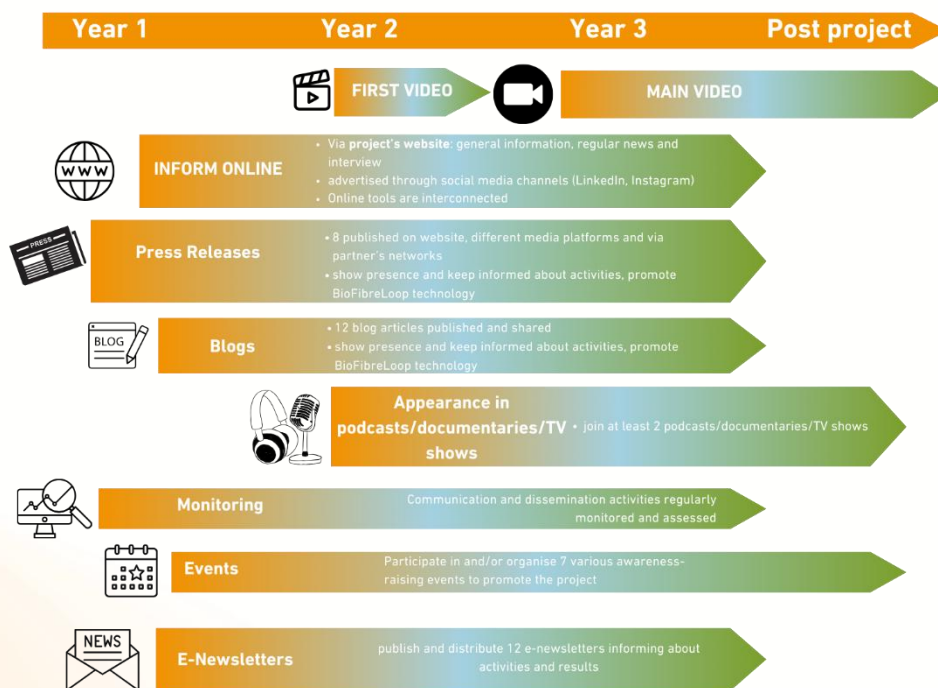 Year 1 Year 2 Year 3 Post project
FIRST VIDEO MAIN VIDEO
WWW
INFORM ONLINE
• Via project's website: general information, regular news and
interview
• advertised through social media channels (LinkedIn, Instagram)
• Online tools are interconnected
PRESS
Press Releases
• 8 published on website, different media platforms and via
partner's networks
• show presence and keep informed about activities, promote
BioFibreLoop technology
BLOG
Blogs
• 12 blog articles published and shared
• show presence and keep informed about activities, promote
BioFibreLoop technology
Appearance in
podcasts/documentaries/TV
shows
• join at least 2 podcasts/documentaries/TV shows
Monitoring
Communication and dissemination activities regularly
monitored and assessed
Events
Participate in and/or organise 7 various awareness-
raising events to promote the project
NEWS
E-Newsletters
publish and distribute 12 e-newsletters informing about
activities and results